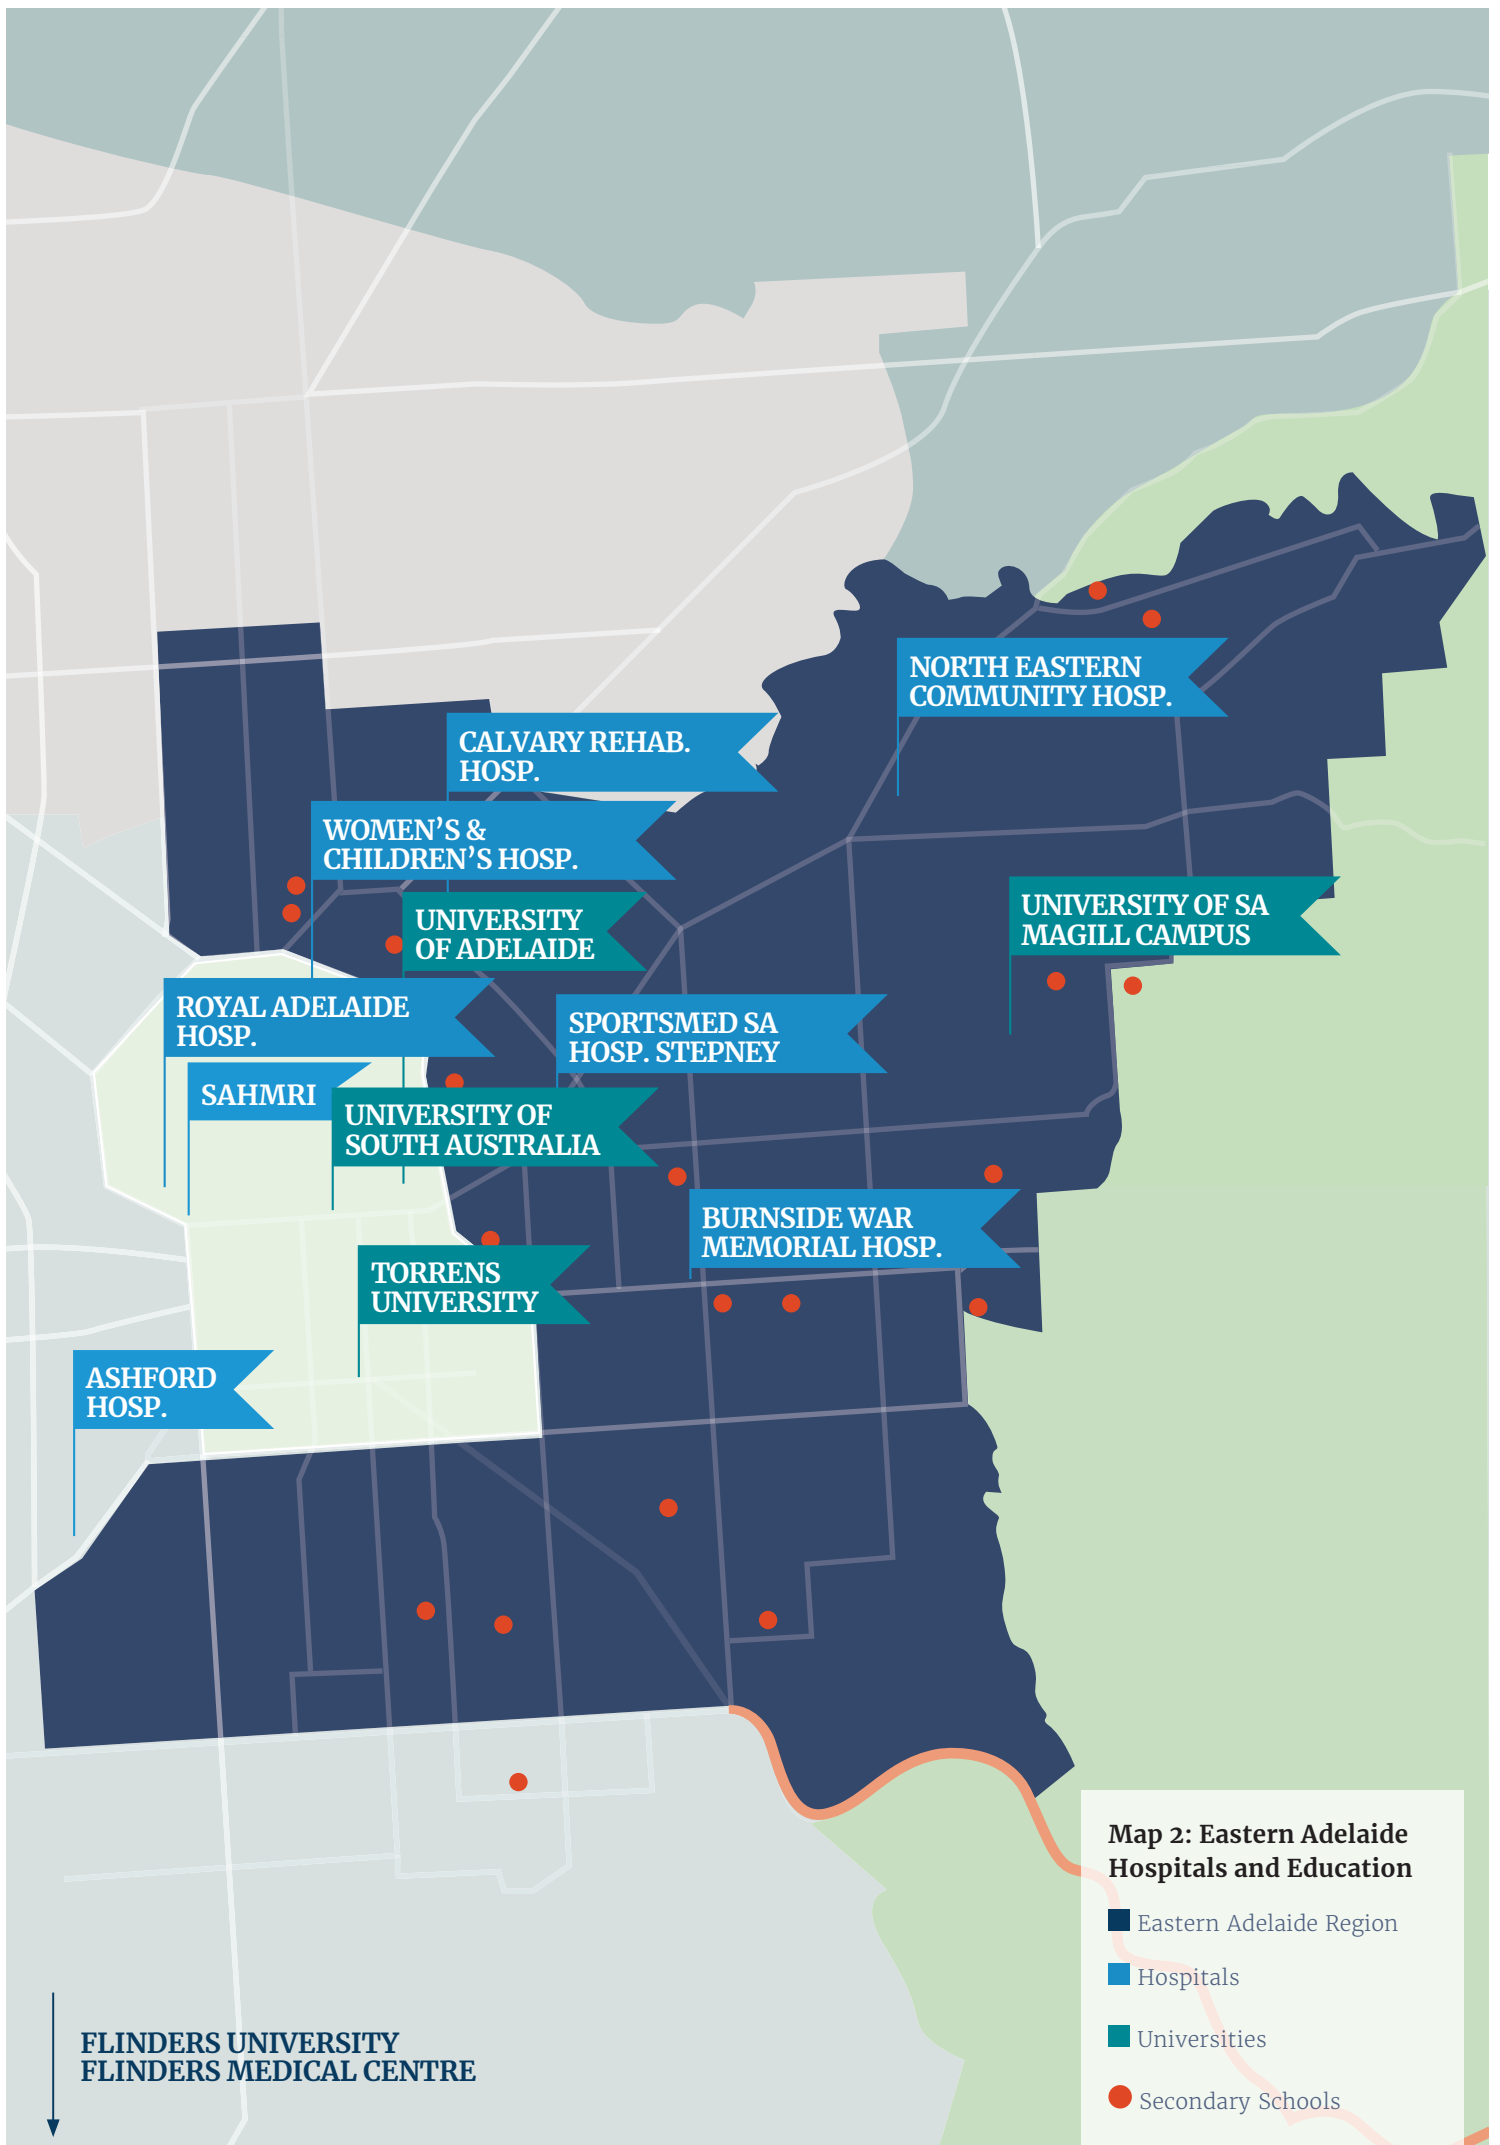 NORTH EASTERN
COMMUNITY HOSP.
CALVARY REHAB.
HOSP.
WOMEN’S &
CHILDREN’S HOSP.
UNIVERSITY
OF ADELAIDE
UNIVERSITY OF SA
MAGILL CAMPUS
ROYAL ADELAIDE
HOSP.
SPORTSMED SA
HOSP. STEPNEY
SAHMRI
UNIVERSITY OF
SOUTH AUSTRALIA
BURNSIDE WAR
MEMORIAL HOSP.
TORRENS
UNIVERSITY
ASHFORD
HOSP.
Map 2: Eastern Adelaide
Hospitals and Education
Eastern Adelaide Region
Hospitals
Universities
Secondary Schools
FLINDERS UNIVERSITY
FLINDERS MEDICAL CENTRE